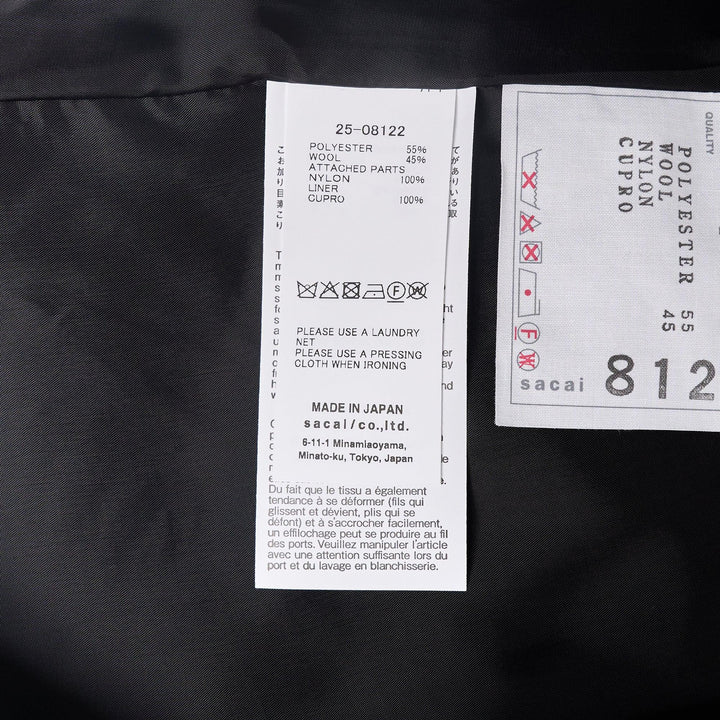 25-08122
POLYESTER 55%
WOOL 45%
ATTACHED PARTS
NYLON 100%
LINER
CUPRO 100%
PLEASE USE A LAUNDRY
NET
PLEASE USE A PRESSING
CLOTH WHEN IRONING
MADE IN JAPAN
sacai/co.,ltd.
6-11-1 Minamiaoyama,
Minato-ku, Tokyo, Japan
Du fait que le tissu a également
tendance à se déformer (fils qui
glissent et dévient, plis qui se
défont) et à s'accrocher facilement,
un effilochage peut se produire au fil
des ports. Veuillez manipuler l'article
avec une attention suffisante lors du
port et du lavage en blanchisserie.
QUALITY
POLYESTER 55
WOOL 45
NYLON
CUPRO
sacai 812